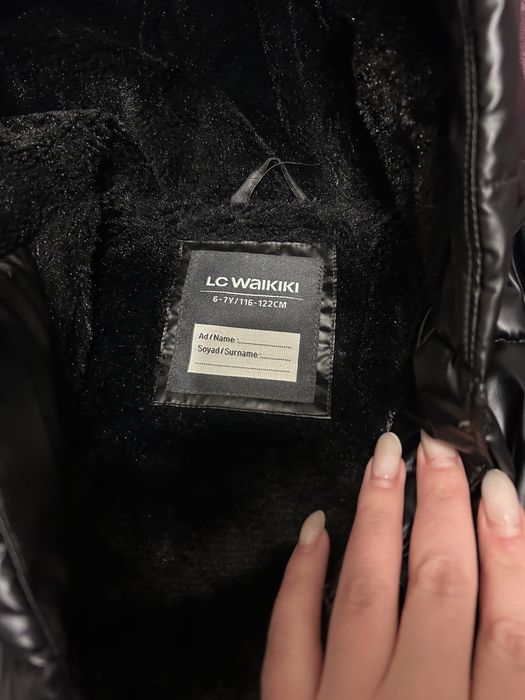 LC WAIKIKI
6-7Y/116-122CM
Ad/Name:....................
Soyad/Surname:............
....................................